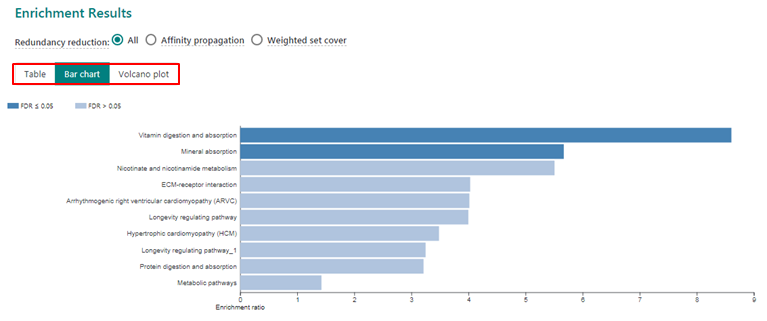 Enrichment Results
Redundancy reduction: All Affinity propagation Weighted set cover
Table Bar chart Volcano plot
FDR ≤ 0.05 FDR > 0.05
Vitamin digestion and absorption
Mineral absorption
Nicotinate and nicotinamide metabolism
ECM-receptor interaction
Arrhythmogenic right ventricular cardiomyopathy (ARVC)
Longevity regulating pathway
Hypertrophic cardiomyopathy (HCM)
Longevity regulating pathway_1
Protein digestion and absorption
Metabolic pathways
0 1 2 3 4 5 6 7 8 9
Enrichment ratio